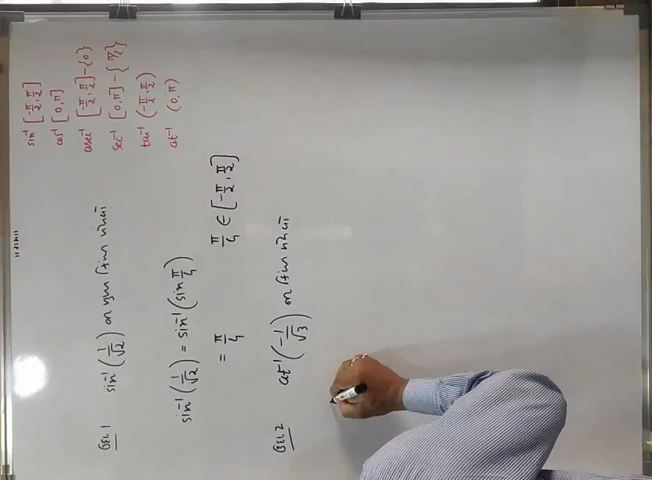 sin⁻¹ [-π/2, π/2]
cos⁻¹ [0, π]
cosec⁻¹ [-π/2, π/2] - {0}
sec⁻¹ [0, π] - {π/2}
tan⁻¹ (-π/2, π/2)
cot⁻¹ (0, π)
1 sin⁻¹(1/√2)
sin⁻¹(1/√2) = sin⁻¹(sin π/4)
= π/4 π/4 ∈ [-π/2, π/2]
2 cot⁻¹(-1/√3)